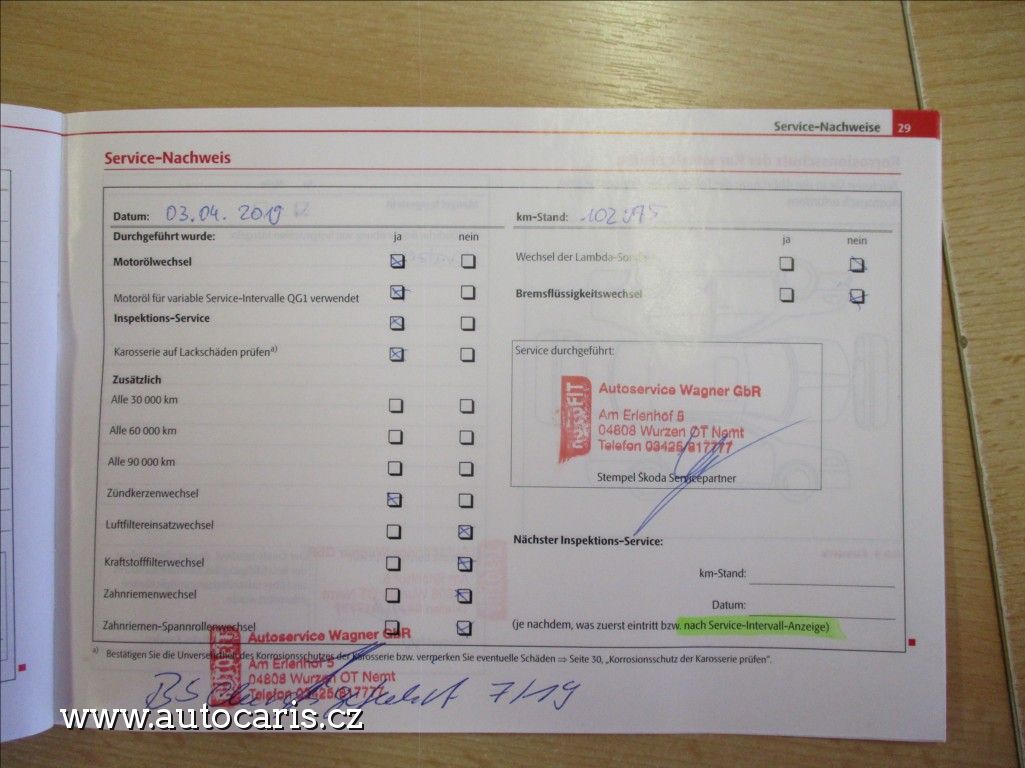 Service-Nachweise 29
Service-Nachweis
Datum: 03.04. 2019
Durchgeführt wurde: ja nein
Motorölwechsel
Motoröl für variable Service-Intervalle QG1 verwendet
Inspektions-Service
Karosserie auf Lackschäden prüfen a)
Zusätzlich
Alle 30 000 km
Alle 60 000 km
Alle 90 000 km
Zündkerzenwechsel
Luftfiltereinsatzwechsel
Kraftstofffilterwechsel
Zahnriemenwechsel
Zahnriemen-Spannrollenwechsel
km-Stand:
ja nein
Wechsel der Lambda-Sonde
Bremsflüssigkeitswechsel
Service durchgeführt:
autoFIT
Autoservice Wagner GbR
Am Erlenhof 5
04808 Wurzen OT Nemt
Telefon 03425/817777
Stempel Škoda Servicepartner
Nächster Inspektions-Service:
km-Stand:
Datum:
(je nachdem, was zuerst eintritt bzw. nach Service-Intervall-Anzeige)
a) Bestätigen Sie die Unversehrtheit des Korrosionsschutzes der Karosserie bzw. vermerken Sie eventuelle Schäden ⇒ Seite 30, „Korrosionsschutz der Karosserie prüfen".
autoFIT
Autoservice Wagner GbR
Am Erlenhof 5
04808 Wurzen OT Nemt
Telefon 03425/817777
BS 7/19
www.autocaris.cz